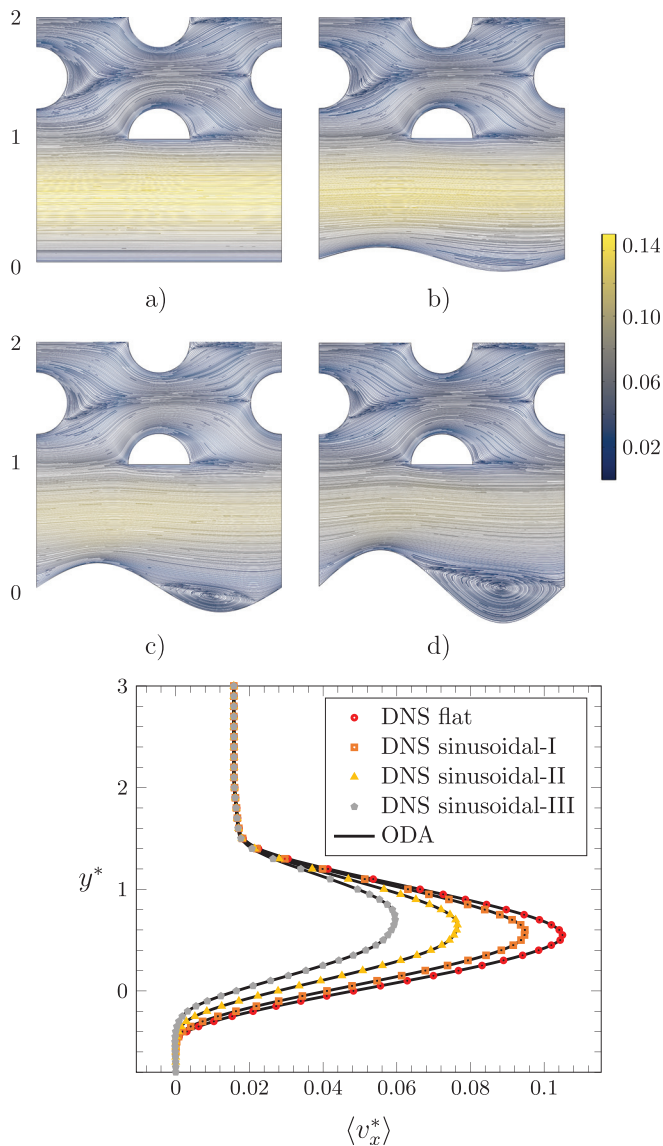 2
1
0
a)
b)
0.14
0.10
0.06
0.02
2
1
0
c)
d)
3
2
1
0
y*
DNS flat
DNS sinusoidal-I
DNS sinusoidal-II
DNS sinusoidal-III
ODA
0 0.02 0.04 0.06 0.08 0.1
⟨v*ₓ⟩